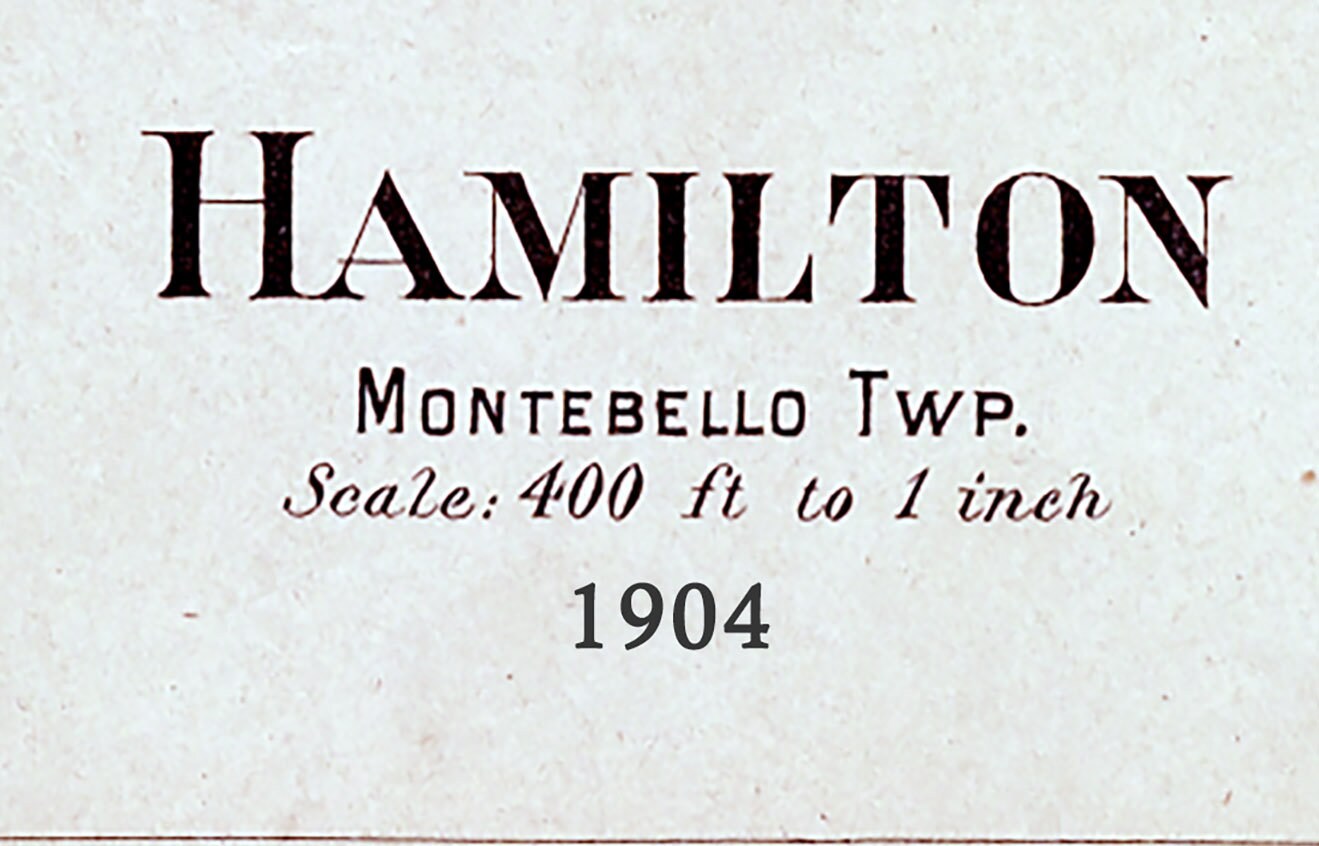 HAMILTON
MONTEBELLO TWP.
Scale: 400 ft to 1 inch
1904